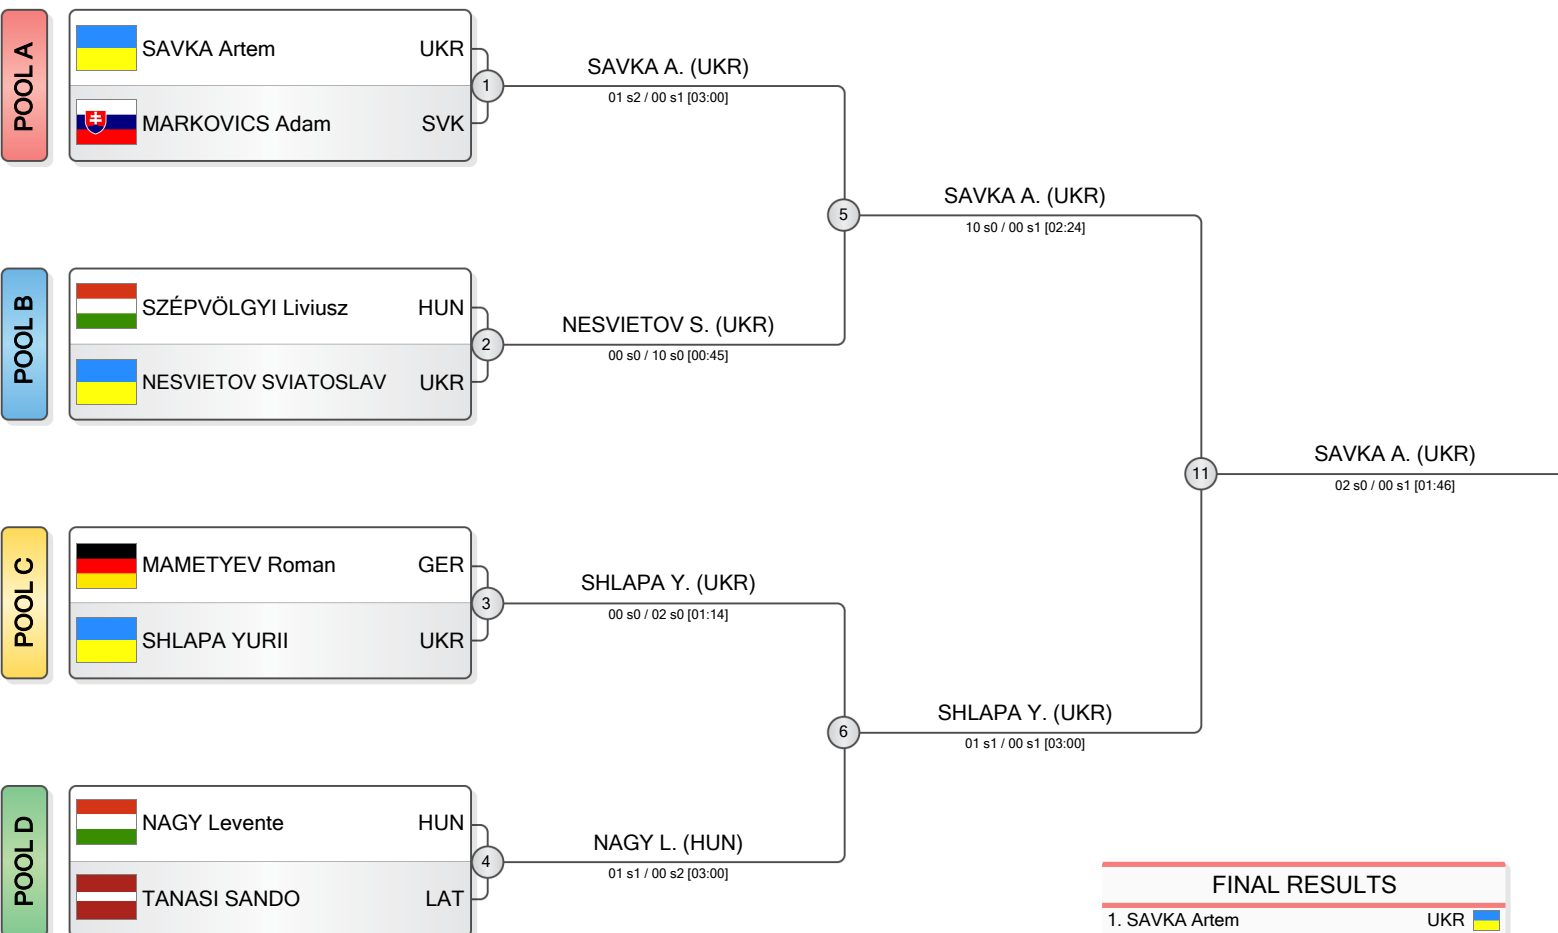 POOL A
SAVKA Artem UKR
MARKOVICS Adam SVK
1
SAVKA A. (UKR)
01 s2 / 00 s1 [03:00]
5
SAVKA A. (UKR)
10 s0 / 00 s1 [02:24]
POOL B
SZÉPVÖLGYI Liviusz HUN
NESVIETOV SVIATOSLAV UKR
2
NESVIETOV S. (UKR)
00 s0 / 10 s0 [00:45]
11
SAVKA A. (UKR)
02 s0 / 00 s1 [01:46]
POOL C
MAMETYEV Roman GER
SHLAPA YURII UKR
3
SHLAPA Y. (UKR)
00 s0 / 02 s0 [01:14]
6
SHLAPA Y. (UKR)
01 s1 / 00 s1 [03:00]
POOL D
NAGY Levente HUN
TANASI SANDO LAT
4
NAGY L. (HUN)
01 s1 / 00 s2 [03:00]
FINAL RESULTS
1. SAVKA Artem UKR